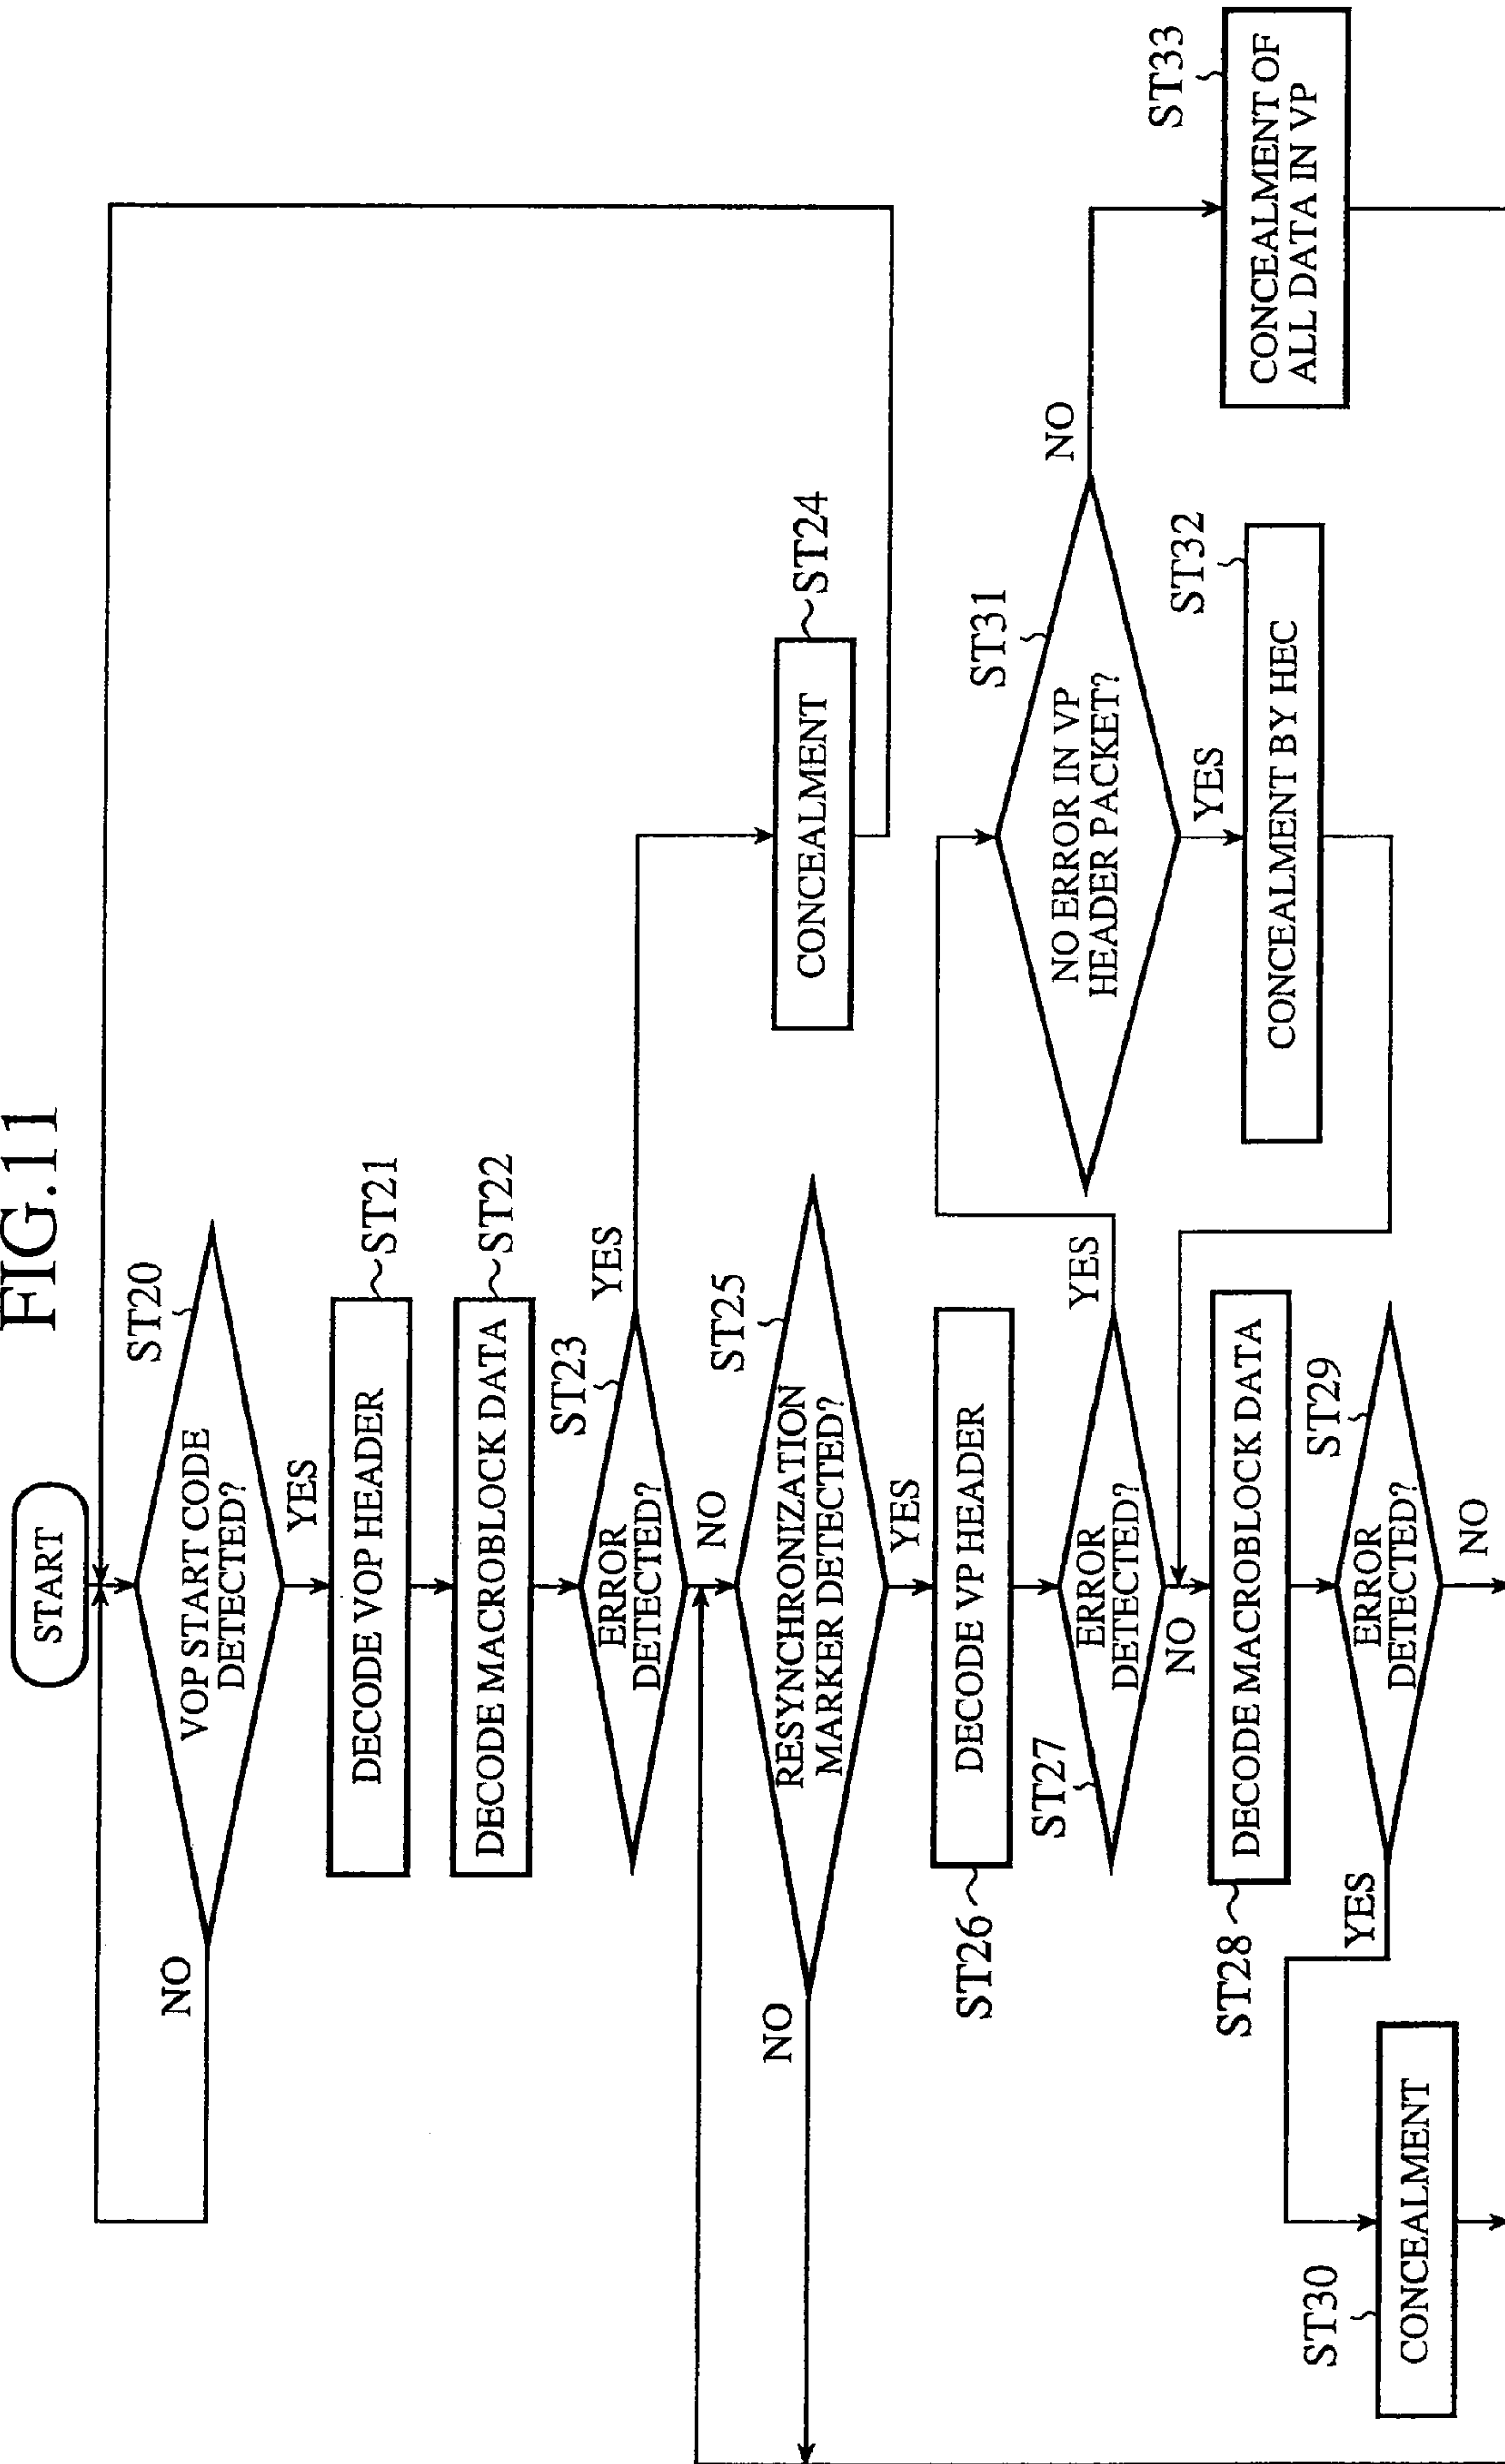 FIG.11
START
ST20
VOP START CODE
DETECTED?
NO
YES
DECODE VOP HEADER
~ST21
DECODE MACROBLOCK DATA
~ST22
ST23
ERROR
DETECTED?
YES
NO
CONCEALMENT
~ST24
ST25
RESYNCHRONIZATION
MARKER DETECTED?
NO
YES
ST26~
DECODE VP HEADER
ST27
ERROR
DETECTED?
YES
NO
ST31
NO ERROR IN VP
HEADER PACKET?
NO
YES
ST32
CONCEALMENT BY HEC
ST33
CONCEALMENT OF
ALL DATA IN VP
ST28~
DECODE MACROBLOCK DATA
ST29
ERROR
DETECTED?
YES
NO
ST30
CONCEALMENT